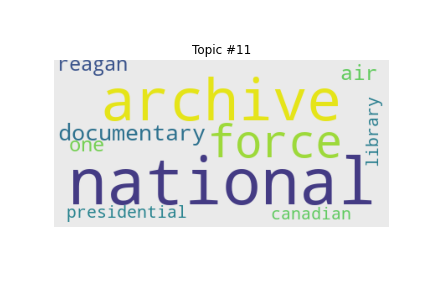 Topic #11
reagan
air
archive
library
documentary
force
one
national
presidential
canadian